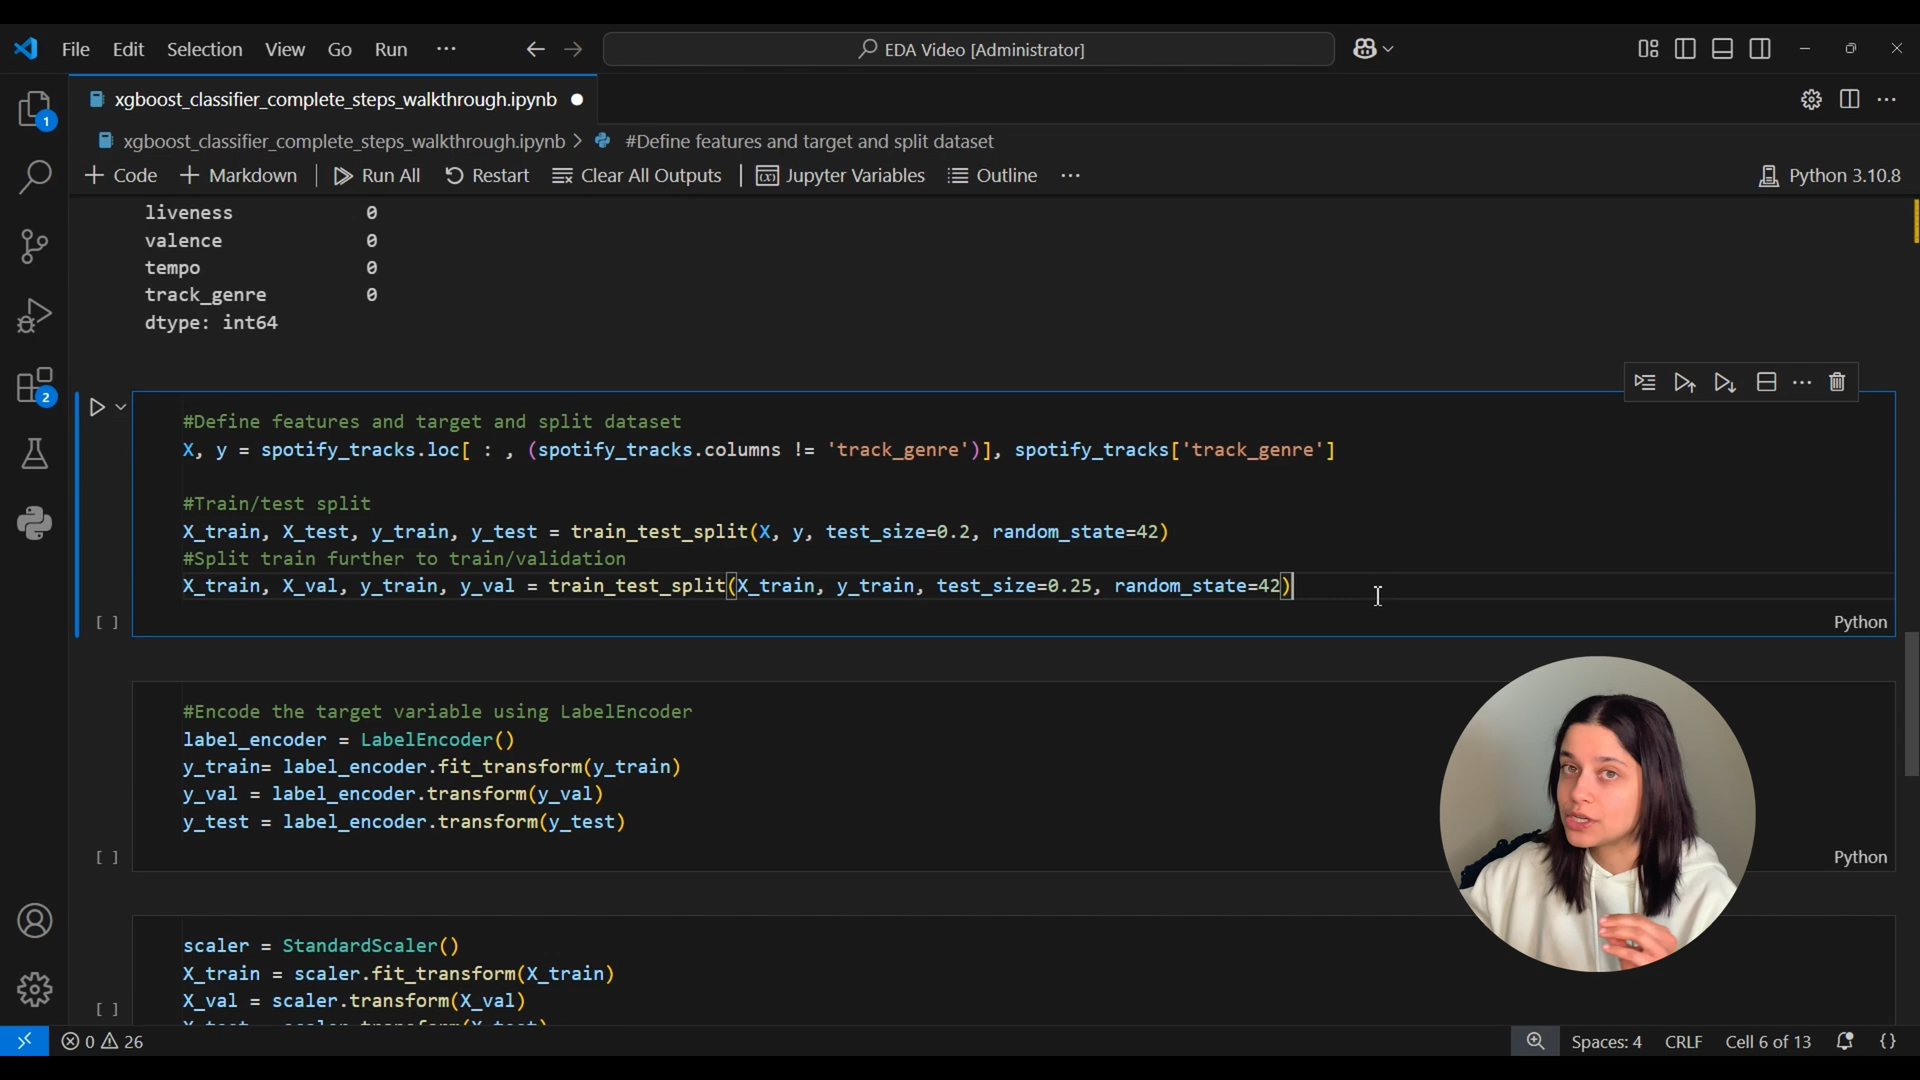 File Edit Selection View Go Run ··· EDA Video [Administrator]
xgboost_classifier_complete_steps_walkthrough.ipynb
xgboost_classifier_complete_steps_walkthrough.ipynb > #Define features and target and split dataset
+ Code + Markdown | Run All Restart Clear All Outputs | Jupyter Variables Outline ··· Python 3.10.8
1
2
liveness 0
valence 0
tempo 0
track_genre 0
dtype: int64
#Define features and target and split dataset
X, y = spotify_tracks.loc[ : , (spotify_tracks.columns != 'track_genre')], spotify_tracks['track_genre']
#Train/test split
X_train, X_test, y_train, y_test = train_test_split(X, y, test_size=0.2, random_state=42)
#Split train further to train/validation
X_train, X_val, y_train, y_val = train_test_split(X_train, y_train, test_size=0.25, random_state=42)
[ ] Python
#Encode the target variable using LabelEncoder
label_encoder = LabelEncoder()
y_train= label_encoder.fit_transform(y_train)
y_val = label_encoder.transform(y_val)
y_test = label_encoder.transform(y_test)
[ ] Python
scaler = StandardScaler()
X_train = scaler.fit_transform(X_train)
X_val = scaler.transform(X_val)
[ ]
0 26 Spaces: 4 CRLF Cell 6 of 13 {}